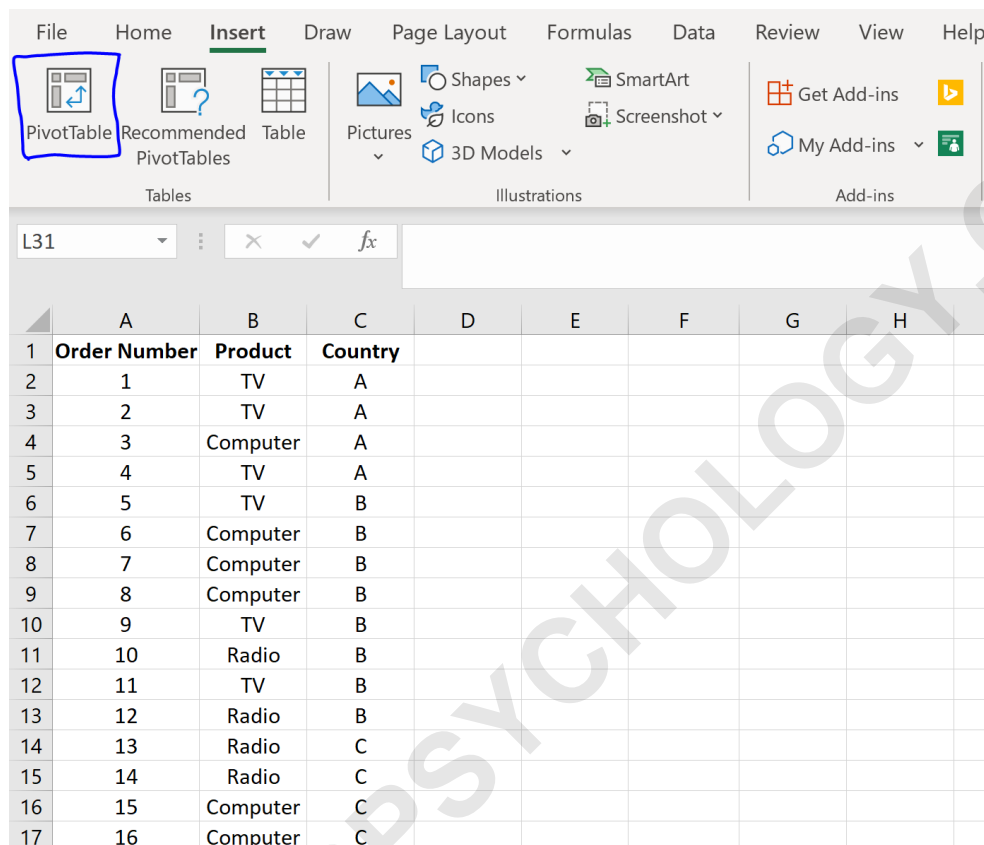 File Home Insert Draw Page Layout Formulas Data Review View Help
Shapes SmartArt
Get Add-ins
Icons Screenshot
PivotTable Recommended PivotTables Table Pictures
3D Models My Add-ins
Tables Illustrations Add-ins
L31 fx
A B C D E F G H
1 Order Number Product Country
2 1 TV A
3 2 TV A
4 3 Computer A
5 4 TV A
6 5 TV B
7 6 Computer B
8 7 Computer B
9 8 Computer B
10 9 TV B
11 10 Radio B
12 11 TV B
13 12 Radio B
14 13 Radio C
15 14 Radio C
16 15 Computer C
17 16 Computer C
PSYCHOLOGY